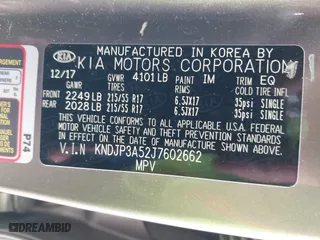 MANUFACTURED IN KOREA BY
KIA KIA MOTORS CORPORATION
12/17 GVWR 4101LB PAINT IM TRIM EQ
GAWR TIRES RIMS COLD TIRE INFL
FRONT 2249LB 215/55 R17 6.5JX17 35psi SINGLE
REAR 2028LB 215/55 R17 6.5JX17 35psi SINGLE
THIS VEHICLE CONFORMS TO ALL APPLICABLE FEDERAL MOTOR VEHICLE SAFETY, BUMPER, AND THEFT PREVENTION STANDARDS IN EFFECT ON THE DATE OF MANUFACTURE SHOWN ABOVE.
V.I.N KNDJP3A52J7602662
MPV
P74
© DREAMBID 2024